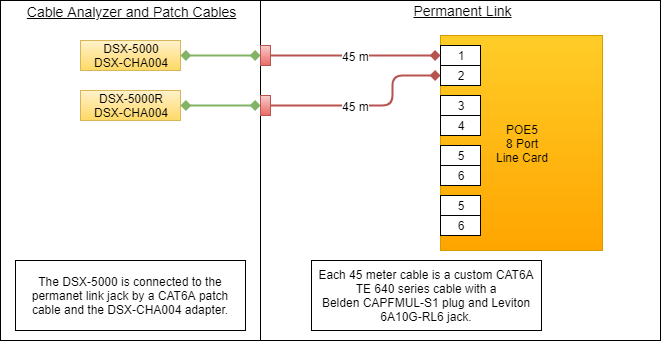 Cable Analyzer and Patch Cables
Permanent Link
DSX-5000
DSX-CHA004
DSX-5000R
DSX-CHA004
45 m
45 m
1
2
3
4
5
6
5
6
POE5
8 Port
Line Card
The DSX-5000 is connected to the
permanet link jack by a CAT6A patch
cable and the DSX-CHA004 adapter.
Each 45 meter cable is a custom CAT6A
TE 640 series cable with a
Belden CAPFMUL-S1 plug and Leviton
6A10G-RL6 jack.